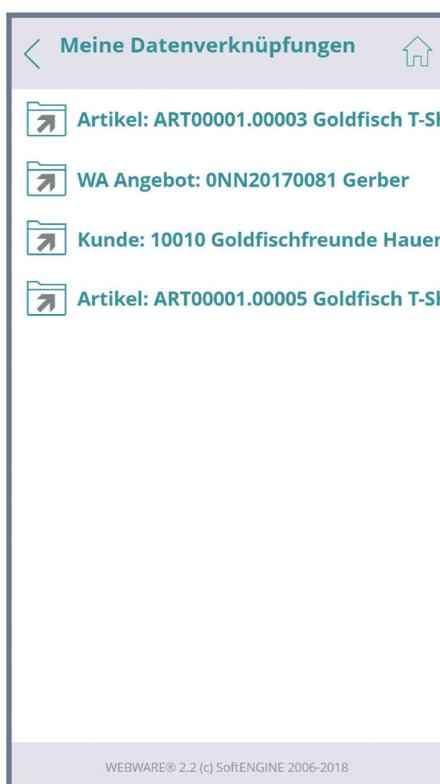 Meine Datenverknüpfungen
Artikel: ART00001.00003 Goldfisch
WA Angebot: 0NN20170081 Gerber
Kunde: 10010 Goldfischfreunde
Artikel: ART00001.00005 Goldfisch
WEBWARE® 2.2 (c) SoftENGINE 2006-2018